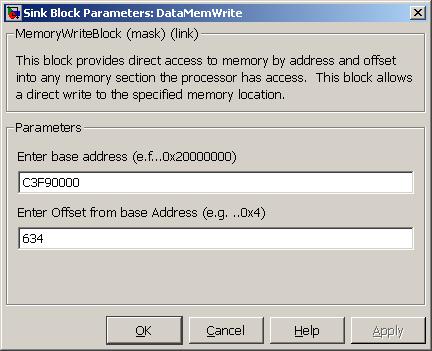 Sink Block Parameters: DataMemWrite
MemoryWriteBlock (mask) (link)
This block provides direct access to memory by address and offset
into any memory section the processor has access.  This block allows
a direct write to the specified memory location.
Parameters
Enter base address (e.f...0x20000000)
C3F90000
Enter Offset from base Address (e.g. ..0x4)
634
OK Cancel Help Apply